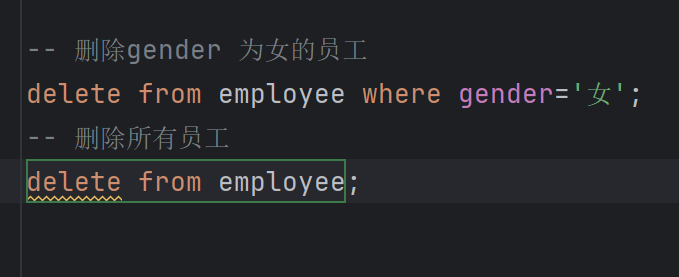 -- 删除gender 为女的员工
delete from employee where gender='女';
-- 删除所有员工
delete from employee;